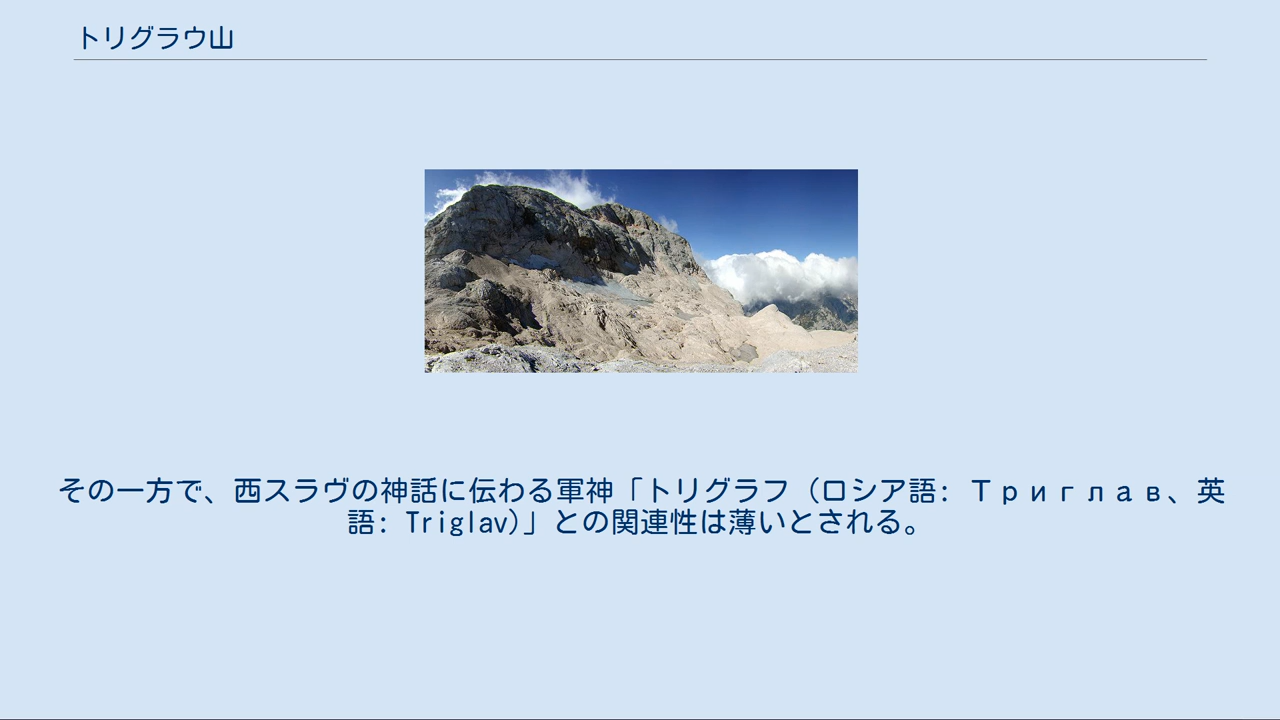 トリグラウ山
その一方で、西スラヴの神話に伝わる軍神「トリグラフ（ロシア語: Триглав、英
語: Triglav)」との関連性は薄いとされる。